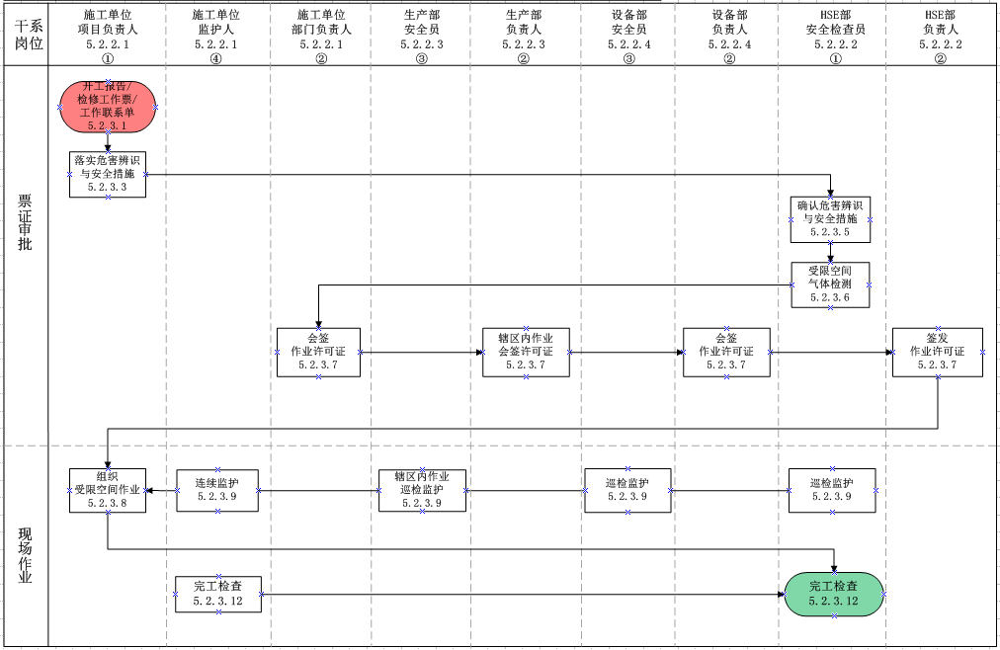 干系
岗位
施工单位
项目负责人
5.2.2.1
①
施工单位
监护人
5.2.2.1
④
施工单位
部门负责人
5.2.2.1
②
生产部
安全员
5.2.2.3
③
生产部
负责人
5.2.2.3
②
设备部
安全员
5.2.2.4
③
设备部
负责人
5.2.2.4
②
HSE部
安全检查员
5.2.2.2
①
HSE部
负责人
5.2.2.2
②
票证审批
开工报告/
检修工作票/
工作联系单
5.2.3.1
落实危害辨识
与安全措施
5.2.3.3
确认危害辨识
与安全措施
5.2.3.5
受限空间
气体检测
5.2.3.6
会签
作业许可证
5.2.3.7
辖区内作业
会签许可证
5.2.3.7
会签
作业许可证
5.2.3.7
签发
作业许可证
5.2.3.7
现场作业
组织
受限空间作业
5.2.3.8
连续监护
5.2.3.9
辖区内作业
巡检监护
5.2.3.9
巡检监护
5.2.3.9
巡检监护
5.2.3.9
完工检查
5.2.3.12
完工检查
5.2.3.12